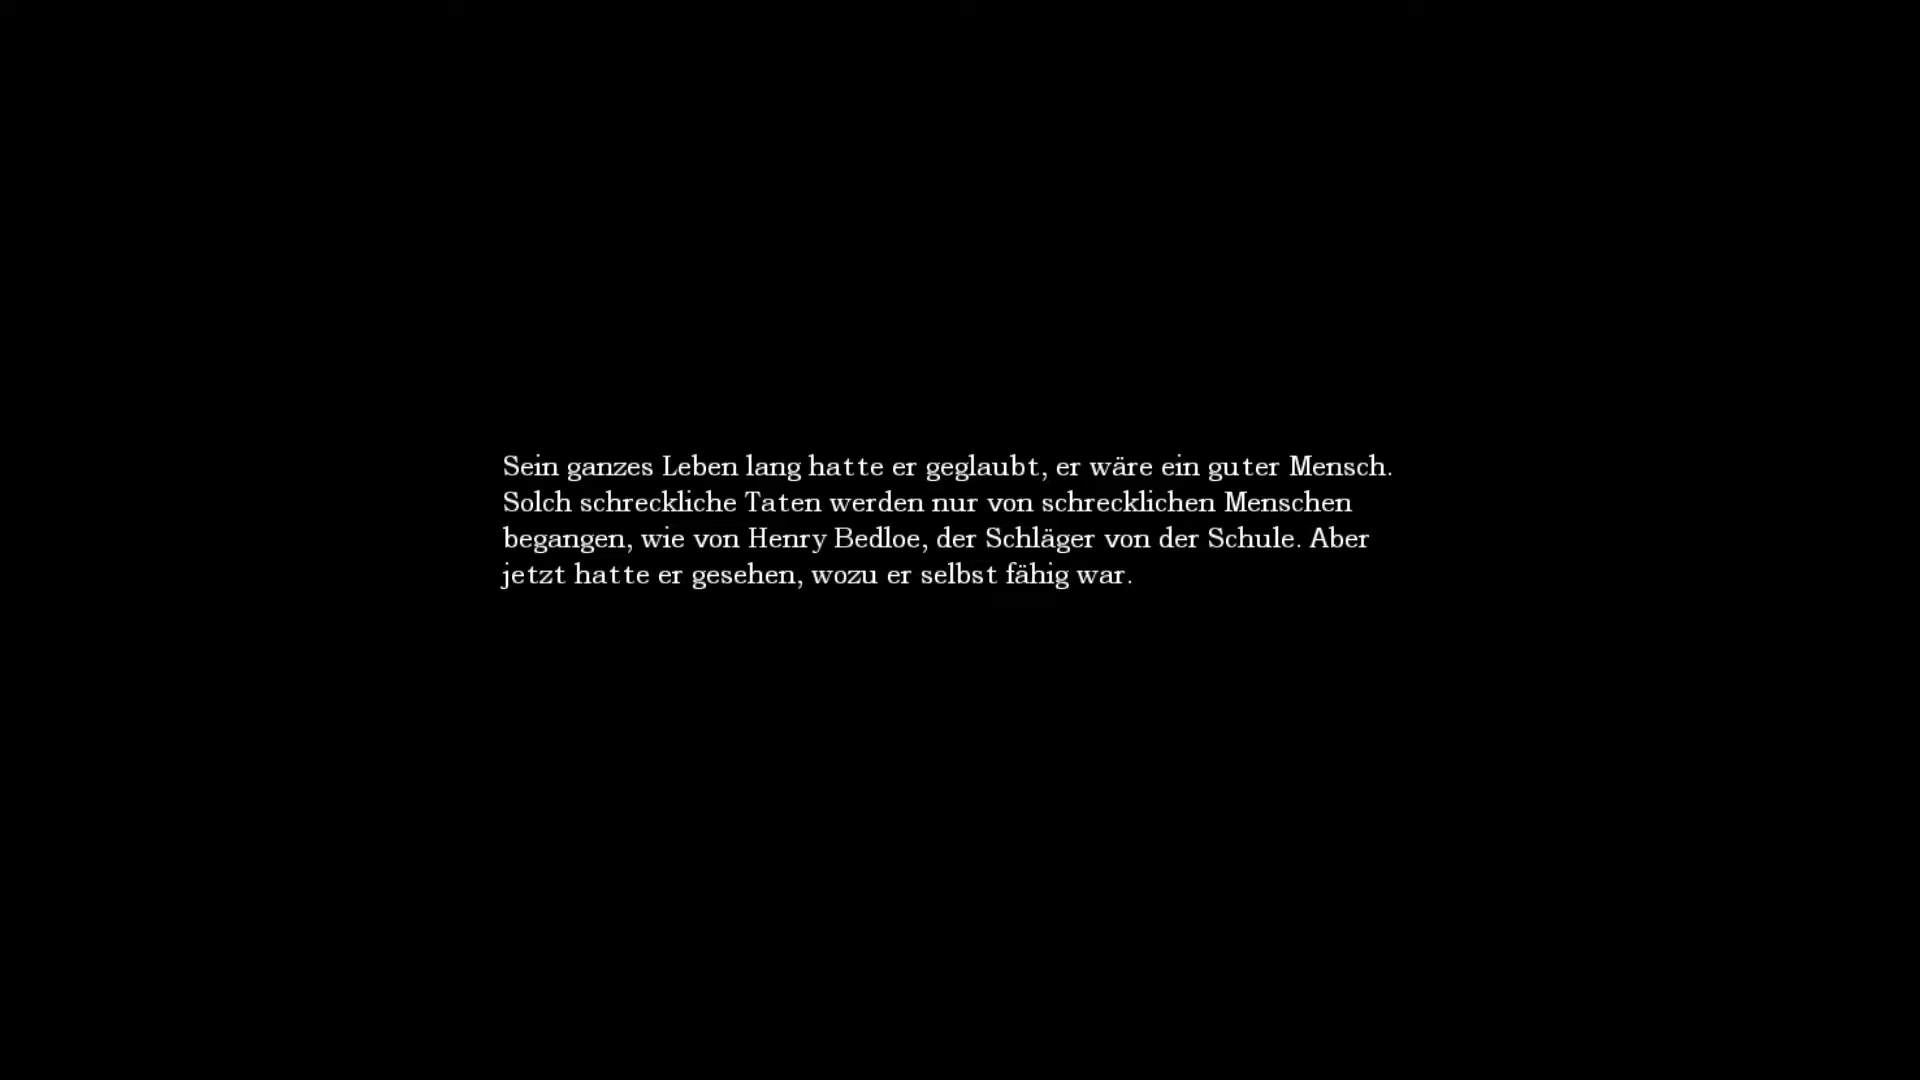 Sein ganzes Leben lang hatte er geglaubt, er wäre ein guter Mensch.
Solch schreckliche Taten werden nur von schrecklichen Menschen
begangen, wie von Henry Bedloe, der Schläger von der Schule. Aber
jetzt hatte er gesehen, wozu er selbst fähig war.